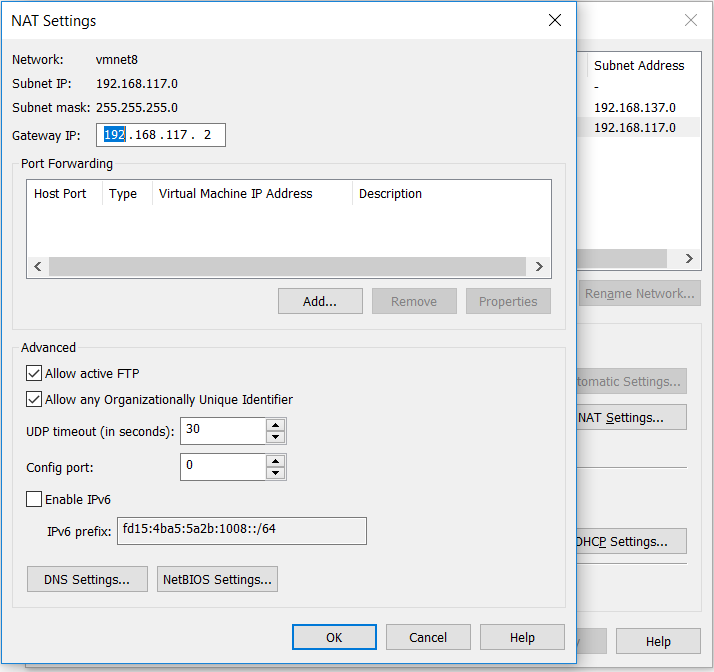 NAT Settings
Network: vmnet8
Subnet IP: 192.168.117.0
Subnet mask: 255.255.255.0
Gateway IP: 192 . 168 . 117 . 2
Port Forwarding
Host Port Type Virtual Machine IP Address Description
Add... Remove Properties
Advanced
Allow active FTP
Allow any Organizationally Unique Identifier
UDP timeout (in seconds): 30
Config port: 0
Enable IPv6
IPv6 prefix: fd15:4ba5:5a2b:1008::/64
DNS Settings... NetBIOS Settings...
OK Cancel Help
Subnet Address
-
192.168.137.0
192.168.117.0
Rename Network...
tomatic Settings...
NAT Settings...
DHCP Settings...
Help